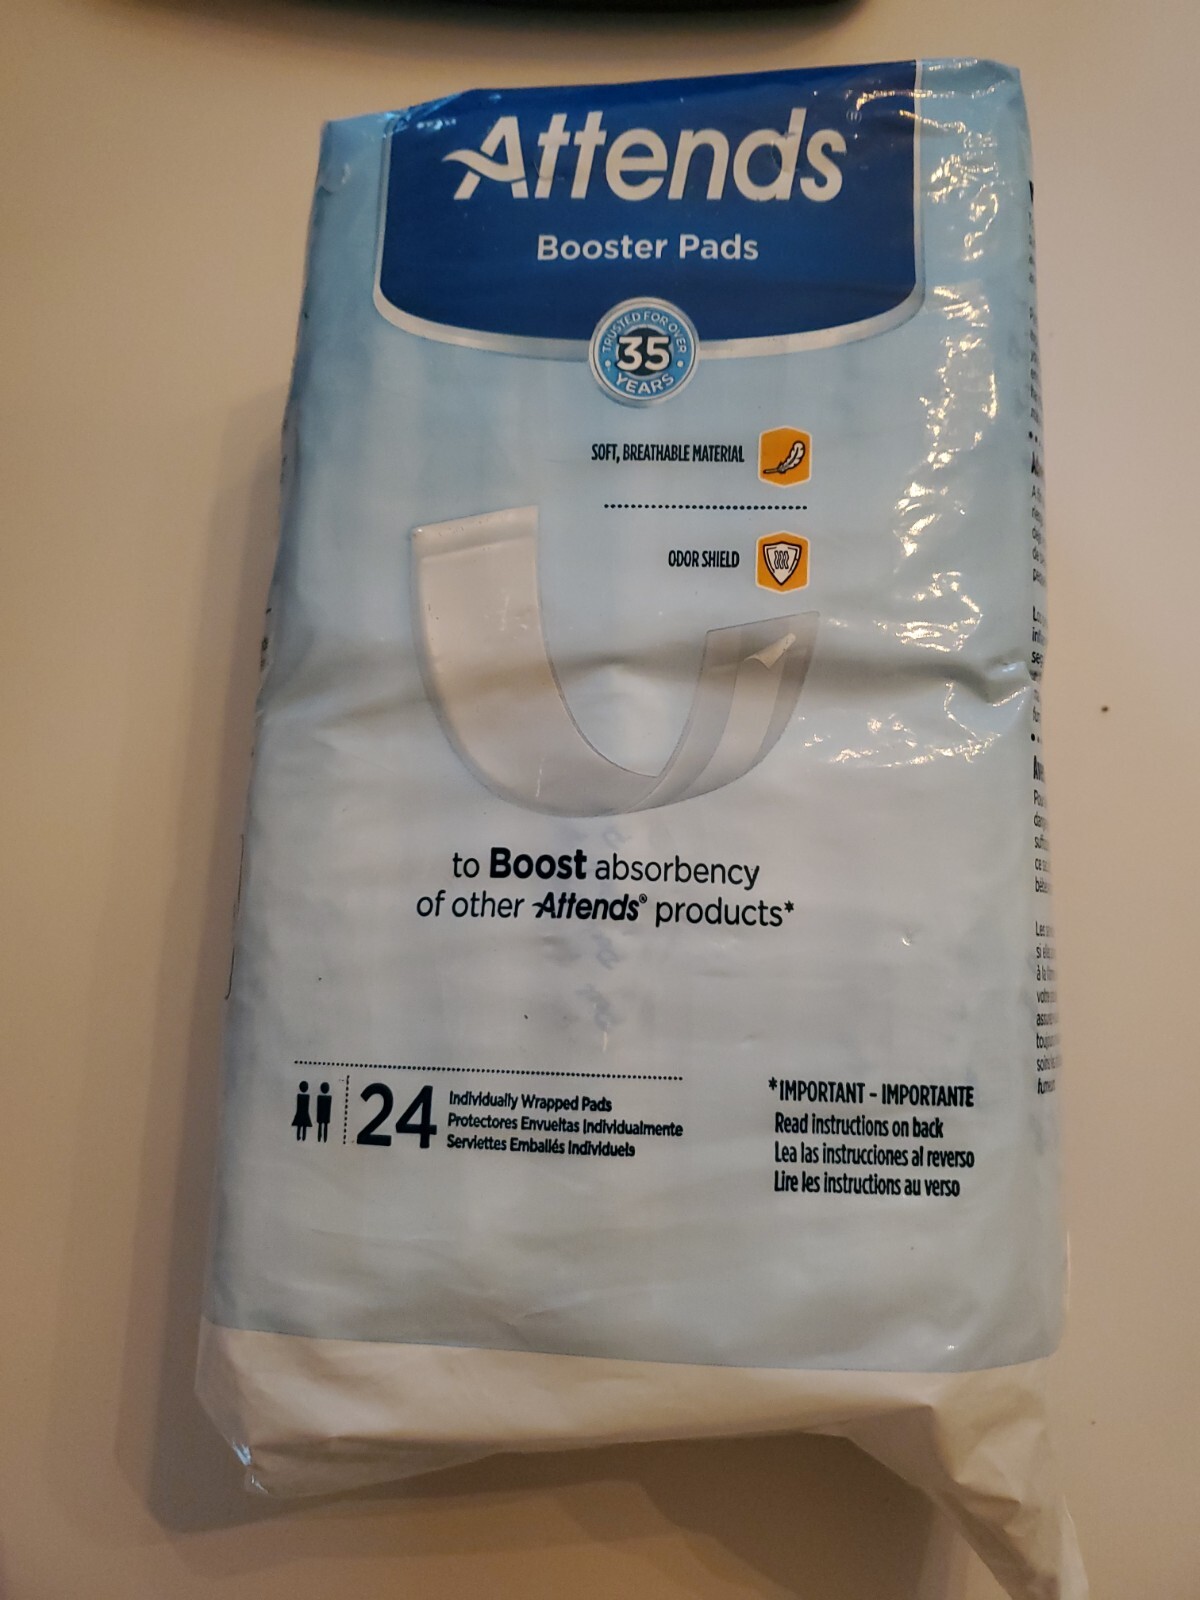 Attends®
Booster Pads
TRUSTED FOR OVER
35
YEARS
SOFT, BREATHABLE MATERIAL
ODOR SHIELD
to Boost absorbency
of other Attends® products*
24
Individually Wrapped Pads
Protectores Envueltas Individualmente
Serviettes Emballés Individuels
*IMPORTANT – IMPORTANTE
Read instructions on back
Lea las instrucciones al reverso
Lire les instructions au verso